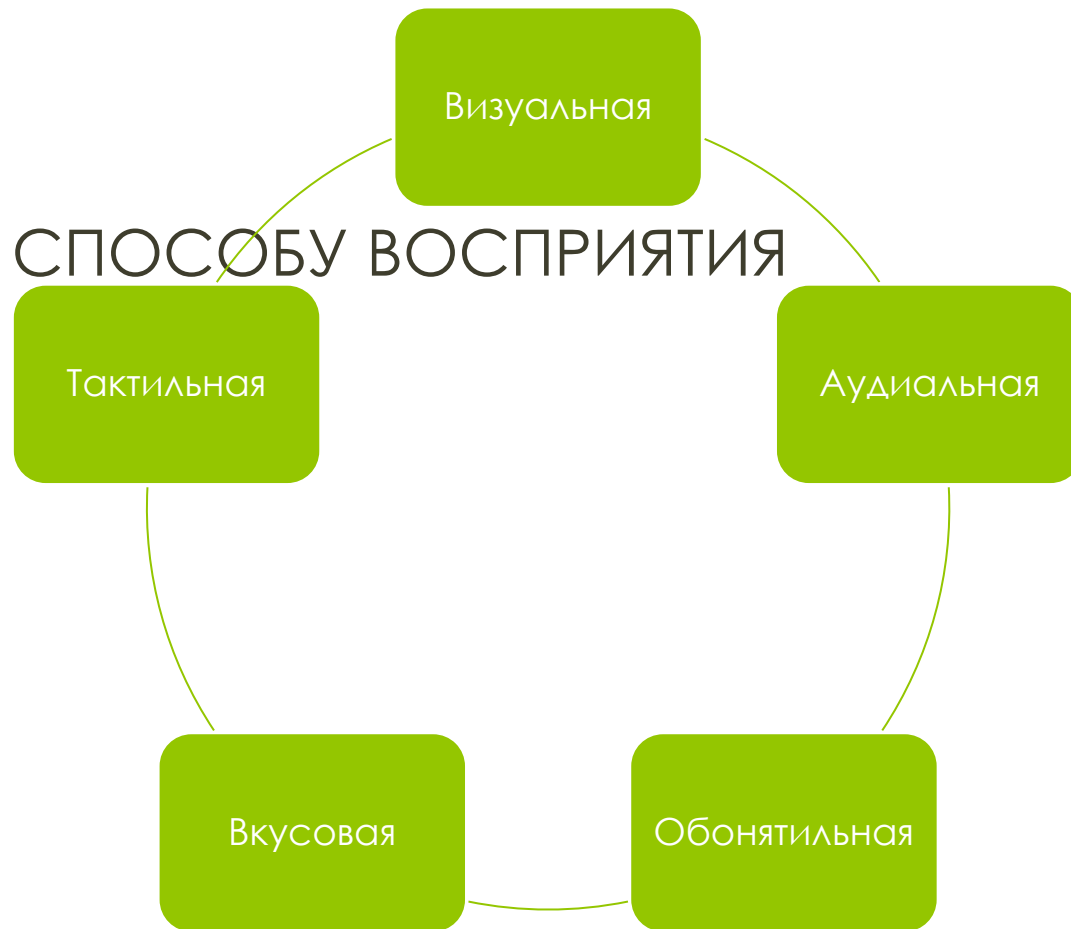 Визуальная
СПОСОБУ ВОСПРИЯТИЯ
Тактильная
Аудиальная
Вкусовая
Обонятильная